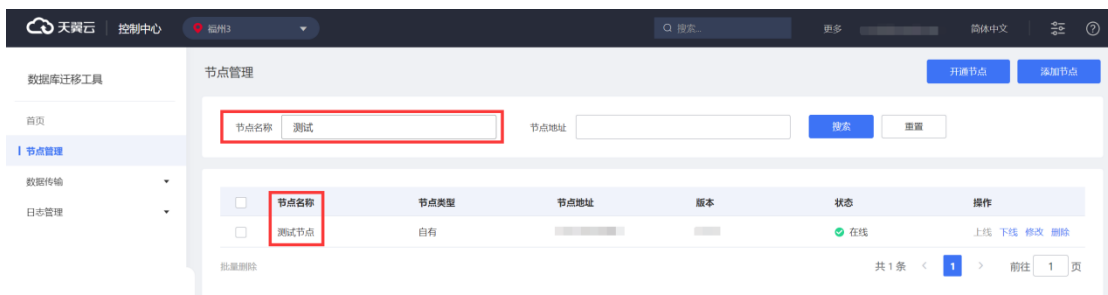 天翼云 控制中心 福州3 搜索... 更多 简体中文
数据库迁移工具
首页
节点管理
数据传输
日志管理
节点管理 开通节点 添加节点
节点名称 测试 节点地址 搜索 重置
节点名称 节点类型 节点地址 版本 状态 操作
测试节点 自有 在线 上线 下线 修改 删除
批量删除 共1条 1 前往 1 页